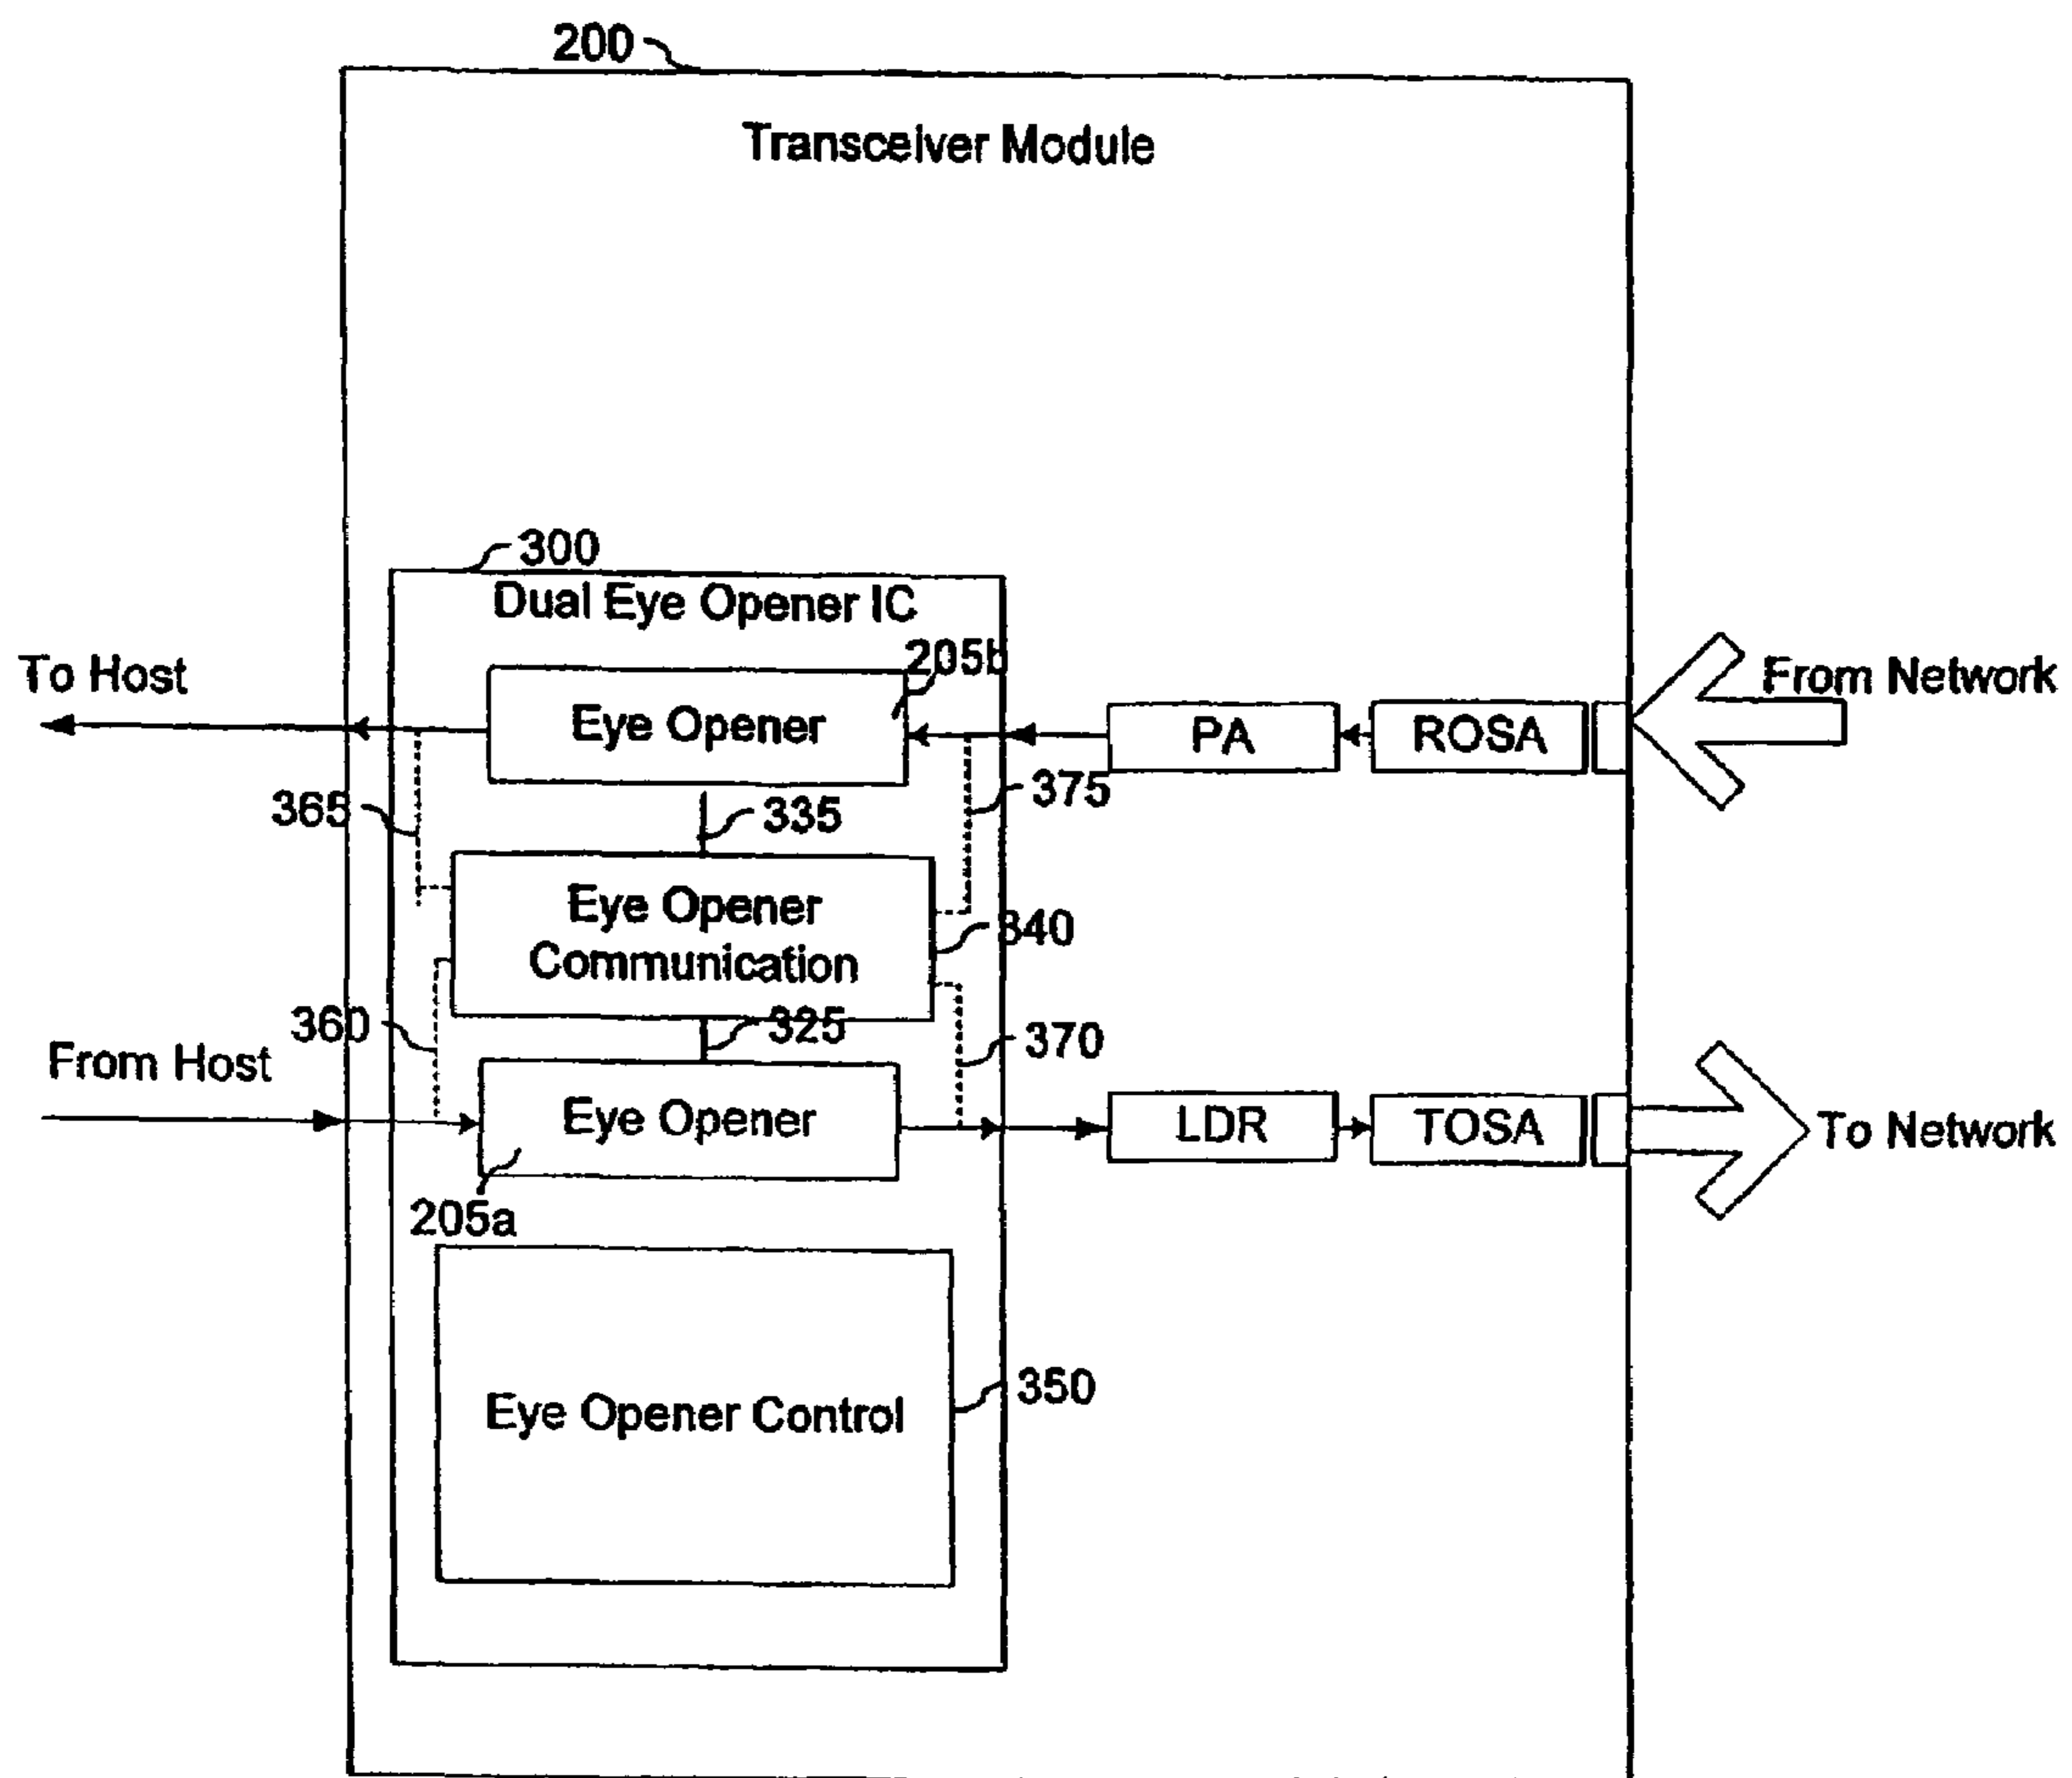 200
Transceiver Module
300
Dual Eye Opener IC
205b
To Host
From Network
Eye Opener
PA
ROSA
365
335
375
Eye Opener
Communication
340
360
325
370
From Host
Eye Opener
LDR
TOSA
To Network
205a
Eye Opener Control
350